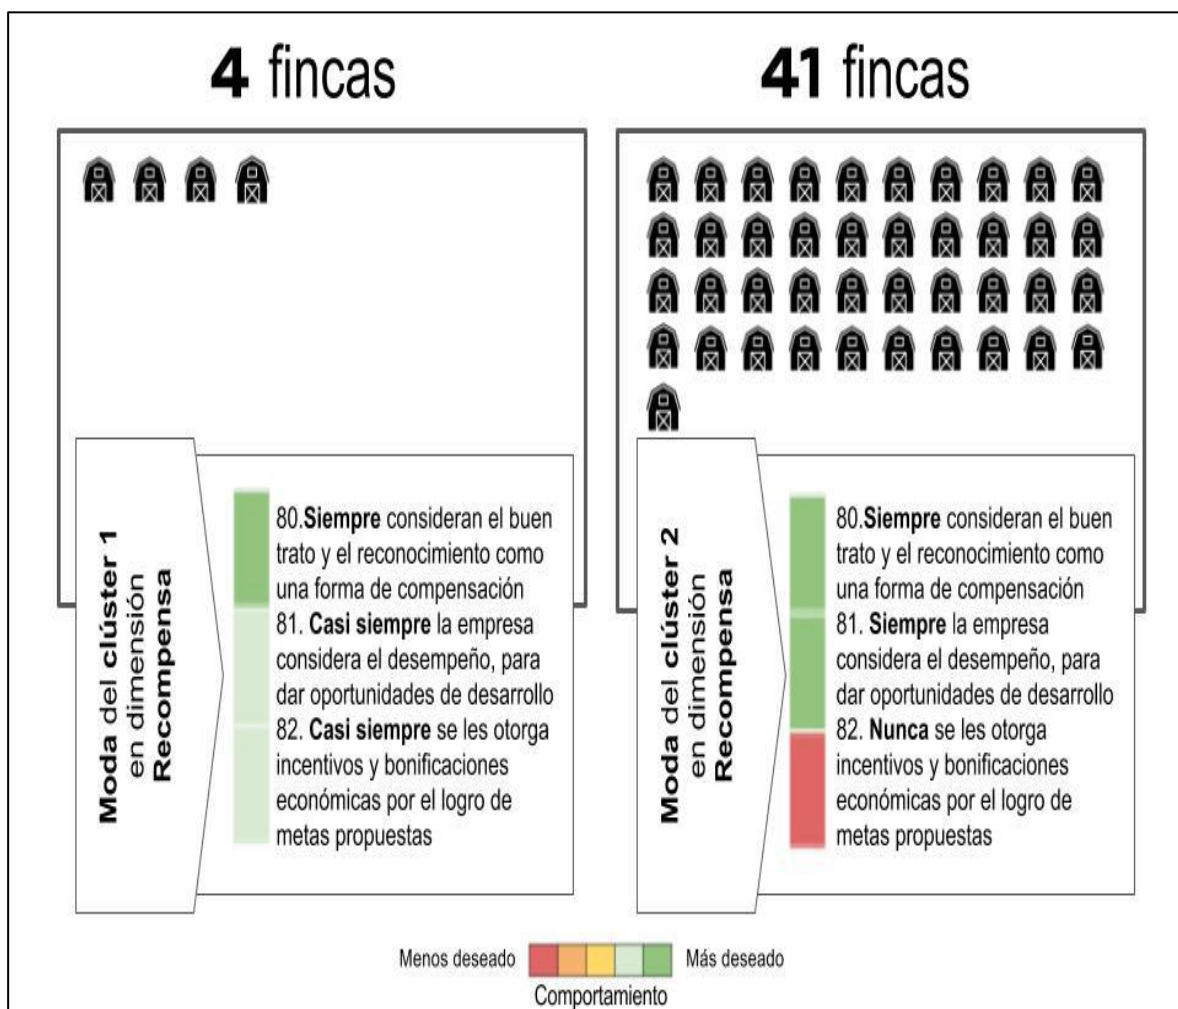 4 fincas
41 fincas
Moda del clúster 1
en dimensión
Recompensa
80.Siempre consideran el buen
trato y el reconocimiento como
una forma de compensación
81. Casi siempre la empresa
considera el desempeño, para
dar oportunidades de desarrollo
82. Casi siempre se les otorga
incentivos y bonificaciones
económicas por el logro de
metas propuestas
Moda del clúster 2
en dimensión
Recompensa
80.Siempre consideran el buen
trato y el reconocimiento como
una forma de compensación
81. Siempre la empresa
considera el desempeño, para
dar oportunidades de desarrollo
82. Nunca se les otorga
incentivos y bonificaciones
económicas por el logro de
metas propuestas
Menos deseado
Más deseado
Comportamiento